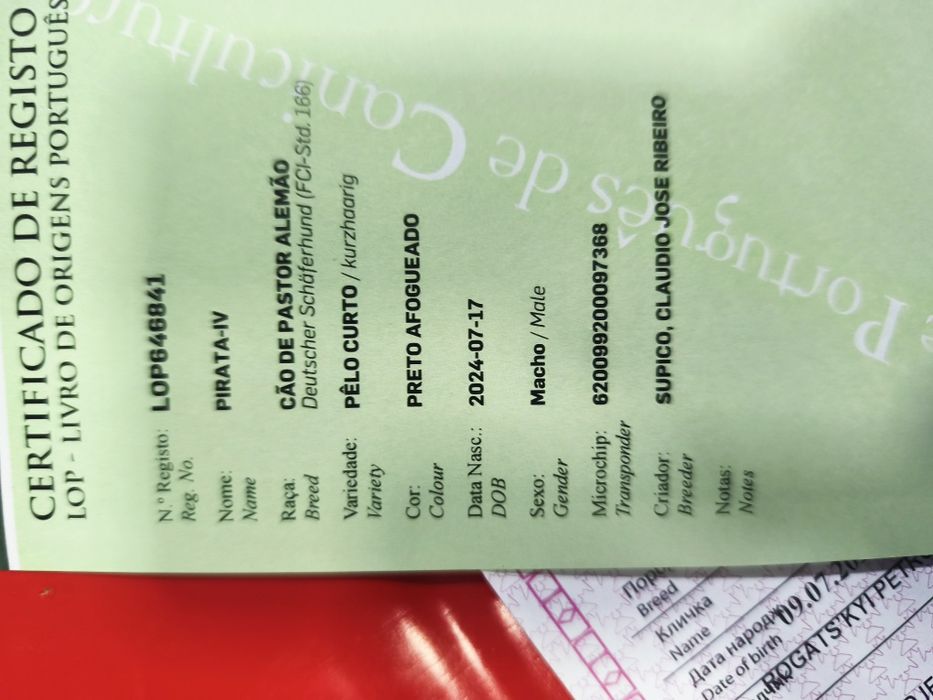 CERTIFICADO DE REGISTO
LOP - LIVRO DE ORIGENS PORTUGUÊS
N.º Registo: LOP646841
Reg. No.
Nome: PIRATA-IV
Name
Raça: CÃO DE PASTOR ALEMÃO
Breed Deutscher Schäferhund (FCI-Std. 166)
Variedade: PÊLO CURTO / kurzhaarig
Variety
Cor: PRETO AFOGUEADO
Colour
Data Nasc.: 2024-07-17
DOB
Sexo: Macho / Male
Gender
Microchip: 620099200097368
Transponder
Criador: SUPICO, CLAUDIO JOSE RIBEIRO
Breeder
Notas:
Notes
Português de Canicultura
Breed
Кличка
Name
Дата народж
Date of birth
09.07.20